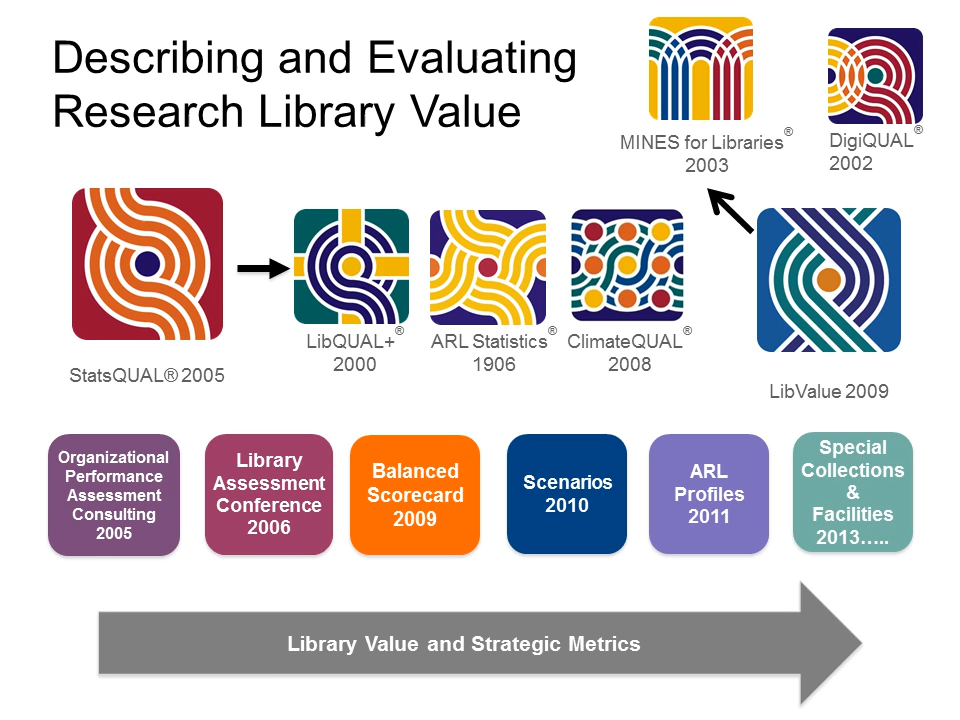 Describing and Evaluating
Research Library Value
MINES for Libraries®
2003
DigiQUAL®
2002
StatsQUAL® 2005
LibQUAL+®
2000
ARL Statistics®
1906
ClimateQUAL®
2008
LibValue 2009
Organizational
Performance
Assessment
Consulting
2005
Library
Assessment
Conference
2006
Balanced
Scorecard
2009
Scenarios
2010
ARL
Profiles
2011
Special
Collections
&
Facilities
2013…..
Library Value and Strategic Metrics